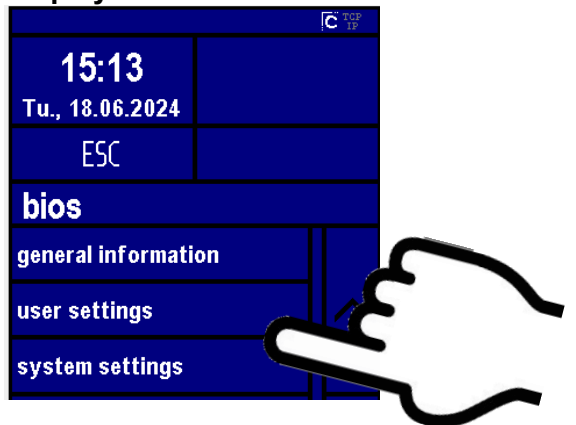 C TCP
IP
15:13
Tu., 18.06.2024
ESC
bios
general information
user settings
system settings